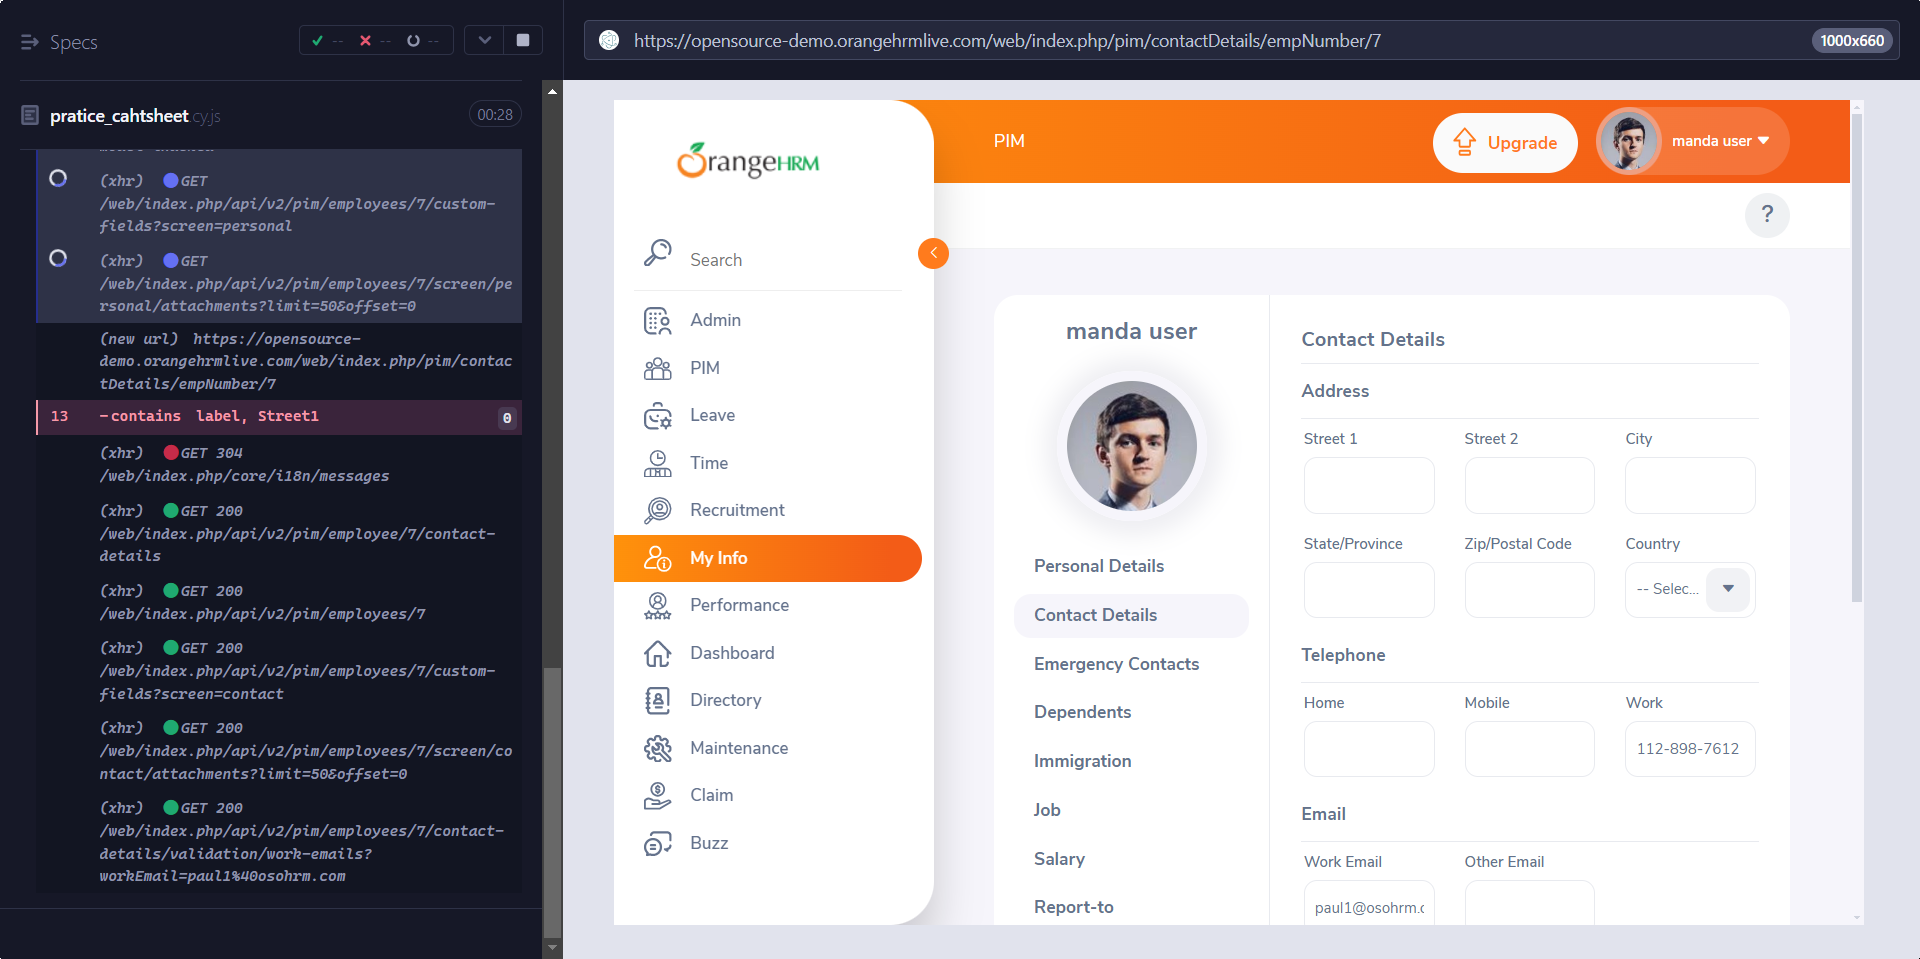 Specs
-- -- --
https://opensource-demo.orangehrmlive.com/web/index.php/pim/contactDetails/empNumber/7
1000x660
pratice_cahtsheet.cy.js
00:28
(xhr) GET
/web/index.php/api/v2/pim/employees/7/custom-
fields?screen=personal
(xhr) GET
/web/index.php/api/v2/pim/employees/7/screen/pe
rsonal/attachments?limit=50&offset=0
(new url) https://opensource-
demo.orangehrmlive.com/web/index.php/pim/contac
tDetails/empNumber/7
13 -contains label, Street1 0
(xhr) GET 304
/web/index.php/core/i18n/messages
(xhr) GET 200
/web/index.php/api/v2/pim/employee/7/contact-
details
(xhr) GET 200
/web/index.php/api/v2/pim/employees/7
(xhr) GET 200
/web/index.php/api/v2/pim/employees/7/custom-
fields?screen=contact
(xhr) GET 200
/web/index.php/api/v2/pim/employees/7/screen/co
ntact/attachments?limit=50&offset=0
(xhr) GET 200
/web/index.php/api/v2/pim/employees/7/contact-
details/validation/work-emails?
workEmail=paul1%40osohrm.com
OrangeHRM
Search
Admin
PIM
Leave
Time
Recruitment
My Info
Performance
Dashboard
Directory
Maintenance
Claim
Buzz
PIM
Upgrade
manda user
?
manda user
Personal Details
Contact Details
Emergency Contacts
Dependents
Immigration
Job
Salary
Report-to
Contact Details
Address
Street 1 Street 2 City
State/Province Zip/Postal Code Country
-- Selec...
Telephone
Home Mobile Work
112-898-7612
Email
Work Email Other Email
paul1@osohrm.c